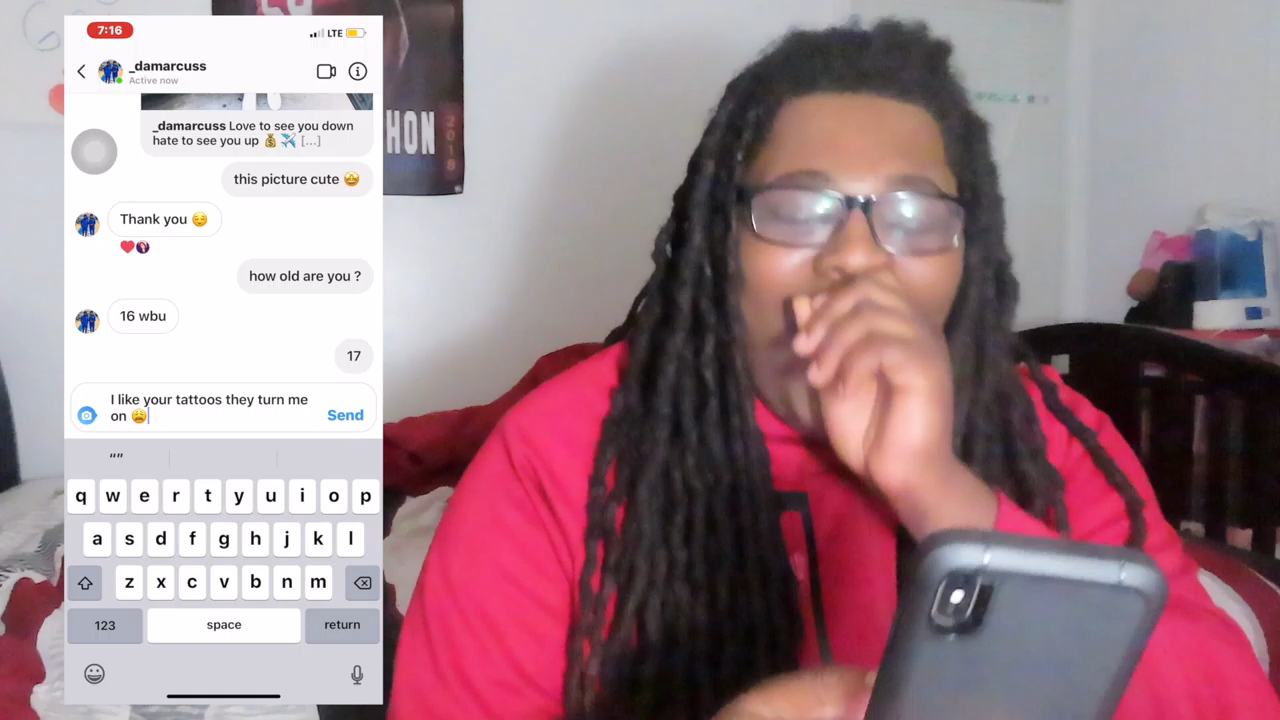 7:16
LTE
_damarcuss
Active now
_damarcuss Love to see you down
hate to see you up 💰✈️ [...]
this picture cute 🤩
Thank you 😌
how old are you ?
16 wbu
17
I like your tattoos they turn me
on 😩
Send
“”
q w e r t y u i o p
a s d f g h j k l
z x c v b n m
123
space
return
HON
2018